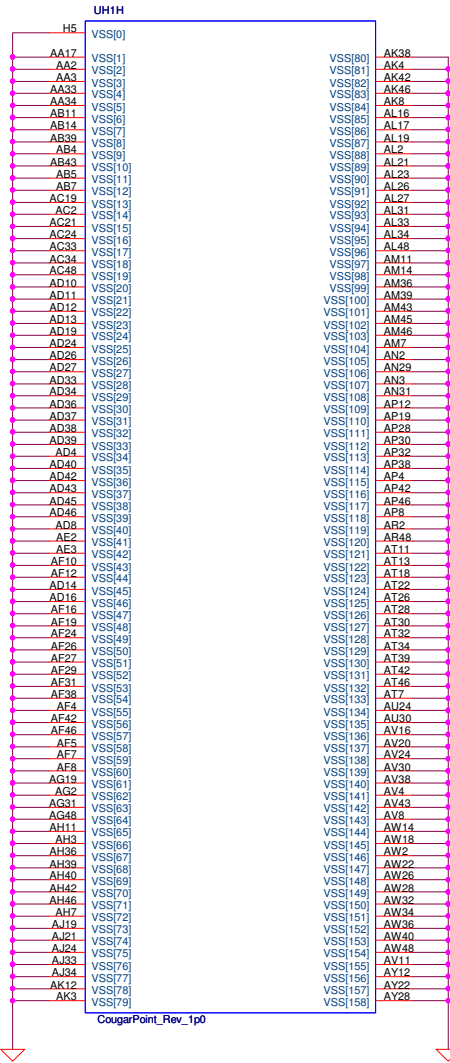 UH1H
H5 VSS[0]
AA17 VSS[1] VSS[80] AK38
AA2 VSS[2] VSS[81] AK4
AA3 VSS[3] VSS[82] AK42
AA33 VSS[4] VSS[83] AK46
AA34 VSS[5] VSS[84] AK8
AB11 VSS[6] VSS[85] AL16
AB14 VSS[7] VSS[86] AL17
AB39 VSS[8] VSS[87] AL19
AB4 VSS[9] VSS[88] AL2
AB43 VSS[10] VSS[89] AL21
AB5 VSS[11] VSS[90] AL23
AB7 VSS[12] VSS[91] AL26
AC19 VSS[13] VSS[92] AL27
AC2 VSS[14] VSS[93] AL31
AC21 VSS[15] VSS[94] AL33
AC24 VSS[16] VSS[95] AL34
AC33 VSS[17] VSS[96] AL48
AC34 VSS[18] VSS[97] AM11
AC48 VSS[19] VSS[98] AM14
AD10 VSS[20] VSS[99] AM36
AD11 VSS[21] VSS[100] AM39
AD12 VSS[22] VSS[101] AM43
AD13 VSS[23] VSS[102] AM45
AD19 VSS[24] VSS[103] AM46
AD24 VSS[25] VSS[104] AM7
AD26 VSS[26] VSS[105] AN2
AD27 VSS[27] VSS[106] AN29
AD33 VSS[28] VSS[107] AN3
AD34 VSS[29] VSS[108] AN31
AD36 VSS[30] VSS[109] AP12
AD37 VSS[31] VSS[110] AP19
AD38 VSS[32] VSS[111] AP28
AD39 VSS[33] VSS[112] AP30
AD4 VSS[34] VSS[113] AP32
AD40 VSS[35] VSS[114] AP38
AD42 VSS[36] VSS[115] AP4
AD43 VSS[37] VSS[116] AP42
AD45 VSS[38] VSS[117] AP46
AD46 VSS[39] VSS[118] AP8
AD8 VSS[40] VSS[119] AR2
AE2 VSS[41] VSS[120] AR48
AE3 VSS[42] VSS[121] AT11
AF10 VSS[43] VSS[122] AT13
AF12 VSS[44] VSS[123] AT18
AD14 VSS[45] VSS[124] AT22
AD16 VSS[46] VSS[125] AT26
AF16 VSS[47] VSS[126] AT28
AF19 VSS[48] VSS[127] AT30
AF24 VSS[49] VSS[128] AT32
AF26 VSS[50] VSS[129] AT34
AF27 VSS[51] VSS[130] AT39
AF29 VSS[52] VSS[131] AT42
AF31 VSS[53] VSS[132] AT46
AF38 VSS[54] VSS[133] AT7
AF4 VSS[55] VSS[134] AU24
AF42 VSS[56] VSS[135] AU30
AF46 VSS[57] VSS[136] AV16
AF5 VSS[58] VSS[137] AV20
AF7 VSS[59] VSS[138] AV24
AF8 VSS[60] VSS[139] AV30
AG19 VSS[61] VSS[140] AV38
AG2 VSS[62] VSS[141] AV4
AG31 VSS[63] VSS[142] AV43
AG48 VSS[64] VSS[143] AV8
AH11 VSS[65] VSS[144] AW14
AH3 VSS[66] VSS[145] AW18
AH36 VSS[67] VSS[146] AW2
AH39 VSS[68] VSS[147] AW22
AH40 VSS[69] VSS[148] AW26
AH42 VSS[70] VSS[149] AW28
AH46 VSS[71] VSS[150] AW32
AH7 VSS[72] VSS[151] AW34
AJ19 VSS[73] VSS[152] AW36
AJ21 VSS[74] VSS[153] AW40
AJ24 VSS[75] VSS[154] AW48
AJ33 VSS[76] VSS[155] AV11
AJ34 VSS[77] VSS[156] AY12
AK12 VSS[78] VSS[157] AY22
AK3 VSS[79] VSS[158] AY28
CougarPoint_Rev_1p0